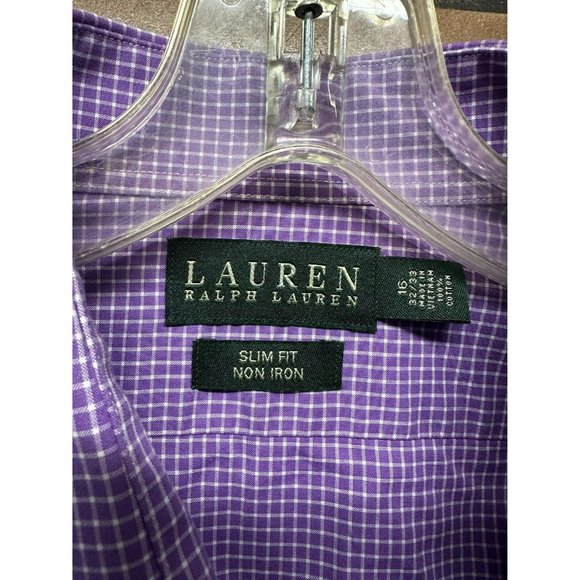 LAUREN
RALPH LAUREN
16
32/33
MADE IN
VIETNAM
100%
COTTON
SLIM FIT
NON IRON